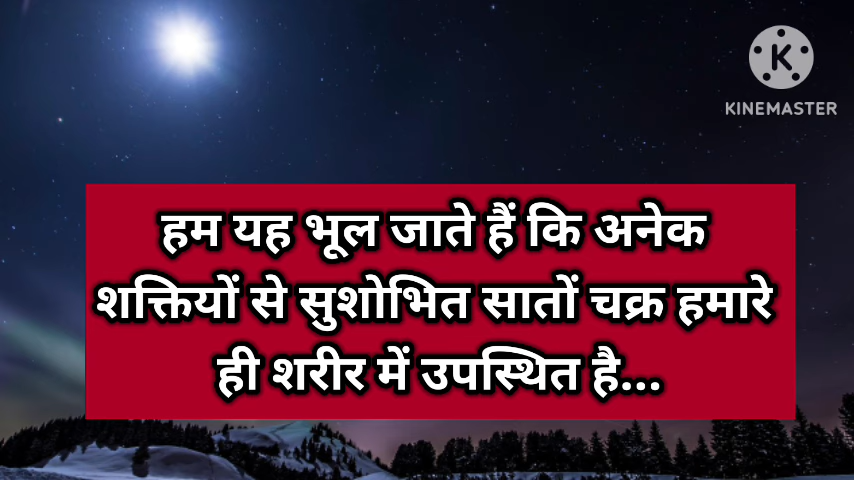 KINEMASTER
हम यह भूल जाते हैं कि अनेक
शक्तियों से सुशोभित सातों चक्र हमारे
ही शरीर में उपस्थित है...